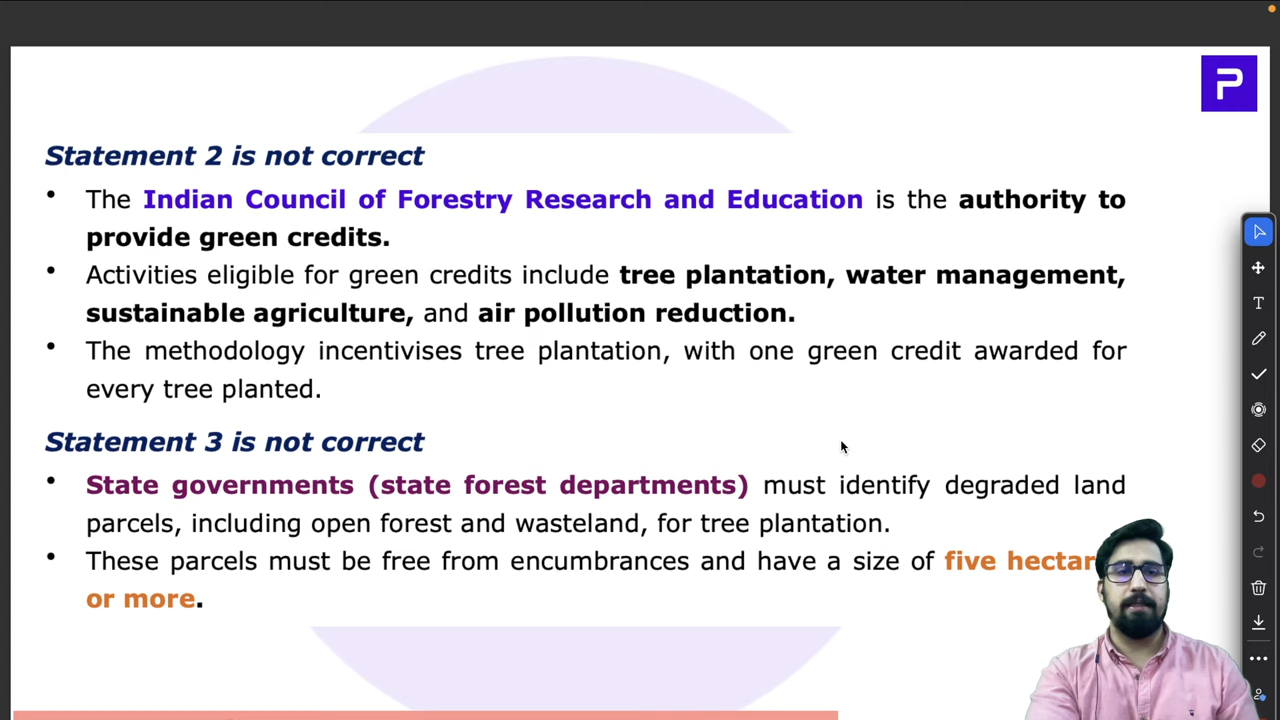 P
Statement 2 is not correct
• The Indian Council of Forestry Research and Education is the authority to
provide green credits.
• Activities eligible for green credits include tree plantation, water management,
sustainable agriculture, and air pollution reduction.
• The methodology incentivises tree plantation, with one green credit awarded for
every tree planted.
Statement 3 is not correct
• State governments (state forest departments) must identify degraded land
parcels, including open forest and wasteland, for tree plantation.
• These parcels must be free from encumbrances and have a size of five hectar
or more.
T